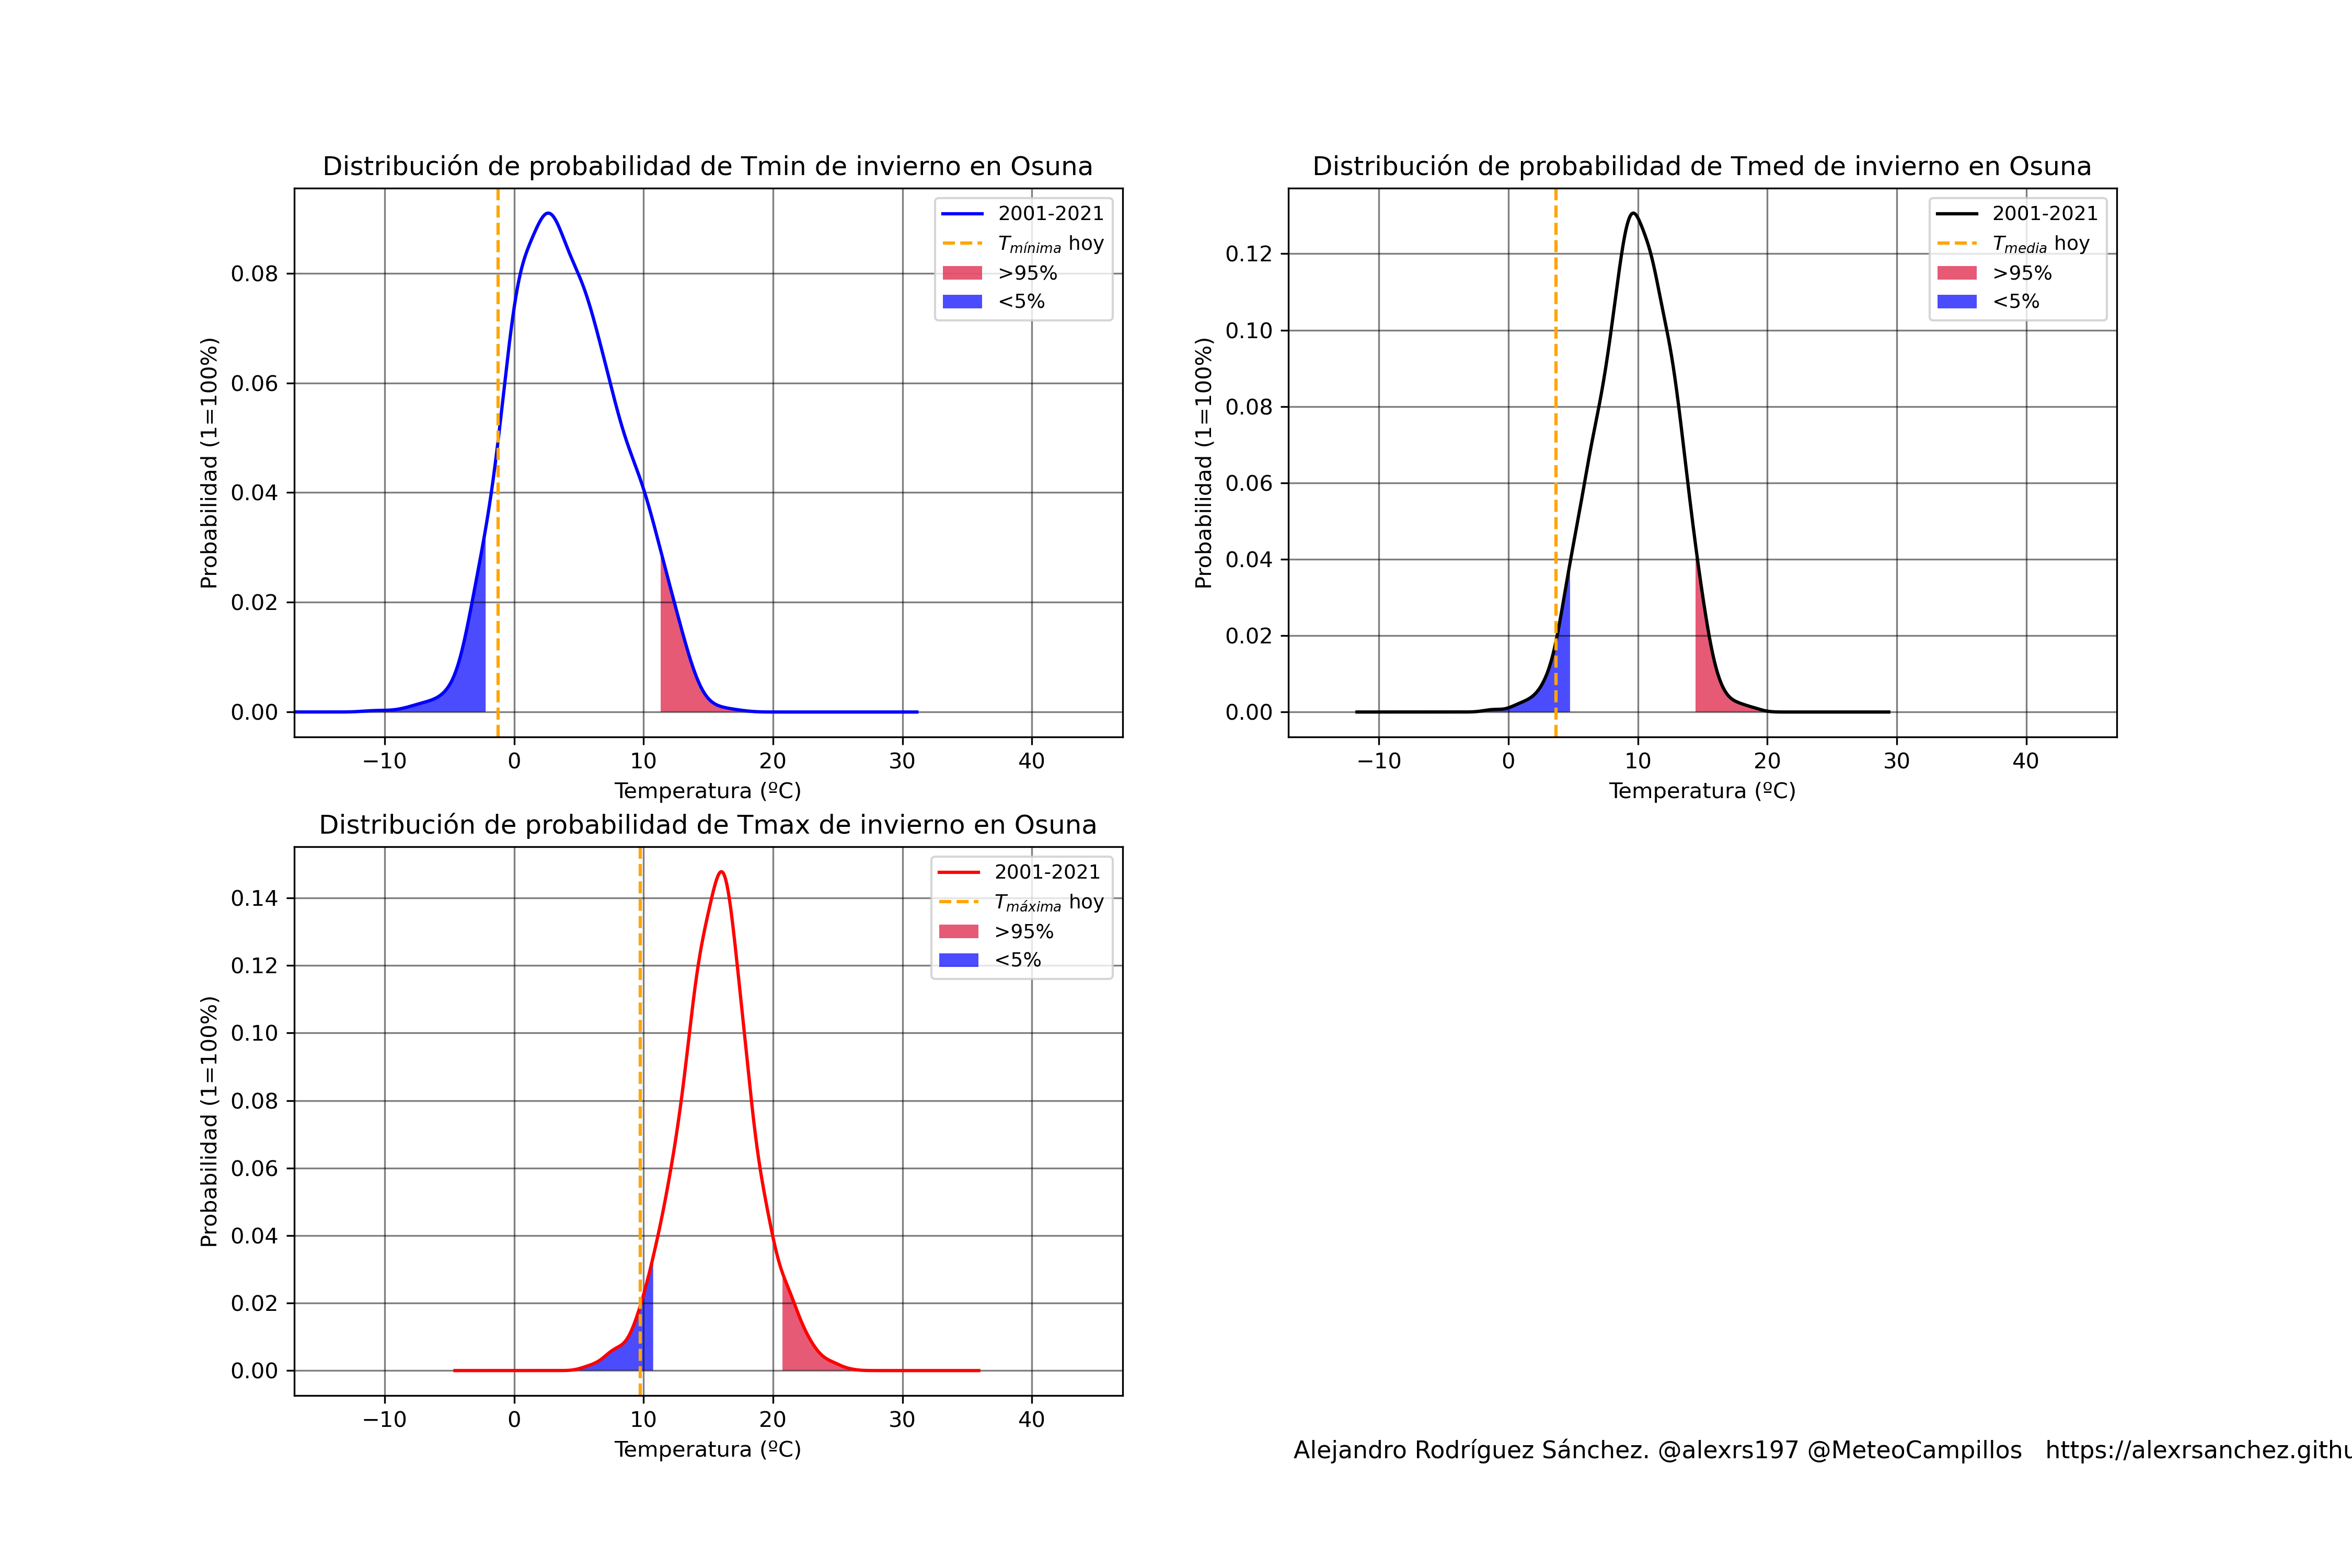 Distribución de probabilidad de Tmin de invierno en Osuna
Probabilidad (1=100%)
0.08
0.06
0.04
0.02
0.00
2001-2021
Tmínima hoy
>95%
<5%
−10 0 10 20 30 40
Temperatura (ºC)
Distribución de probabilidad de Tmed de invierno en Osuna
Probabilidad (1=100%)
0.12
0.10
0.08
0.06
0.04
0.02
0.00
2001-2021
Tmedia hoy
>95%
<5%
−10 0 10 20 30 40
Temperatura (ºC)
Distribución de probabilidad de Tmax de invierno en Osuna
Probabilidad (1=100%)
0.14
0.12
0.10
0.08
0.06
0.04
0.02
0.00
2001-2021
Tmáxima hoy
>95%
<5%
−10 0 10 20 30 40
Temperatura (ºC)
Alejandro Rodríguez Sánchez. @alexrs197 @MeteoCampillos https://alexrsanchez.githu